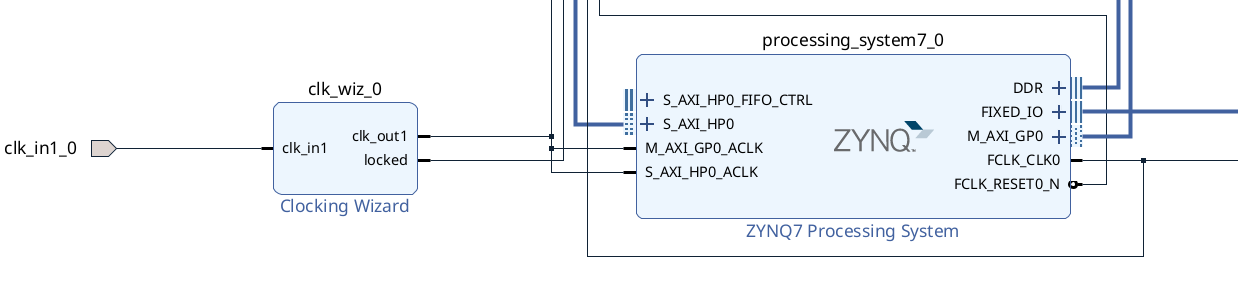 processing_system7_0
clk_wiz_0
clk_in1_0
clk_in1
clk_out1
locked
Clocking Wizard
S_AXI_HP0_FIFO_CTRL
S_AXI_HP0
M_AXI_GP0_ACLK
S_AXI_HP0_ACLK
ZYNQ
DDR
FIXED_IO
M_AXI_GP0
FCLK_CLK0
FCLK_RESET0_N
ZYNQ7 Processing System